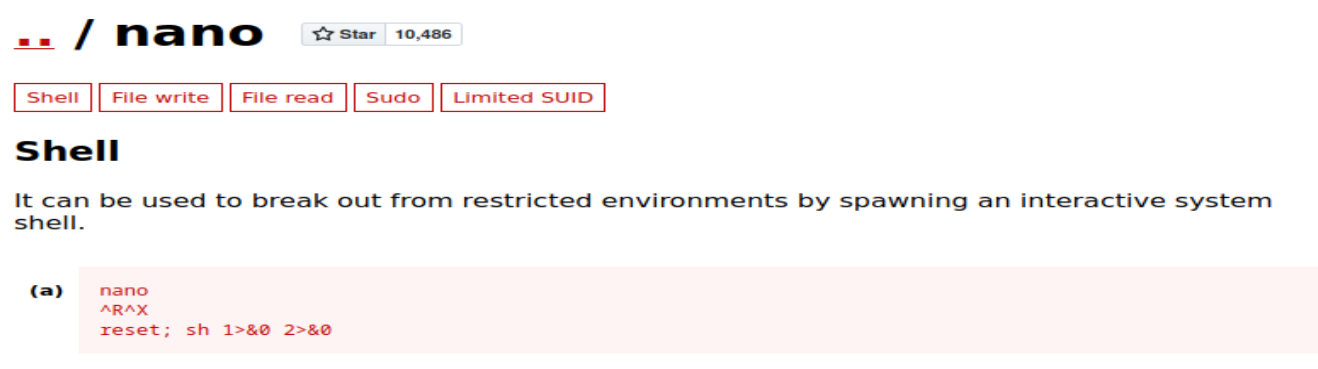 .. / nano
Star 10,486
Shell File write File read Sudo Limited SUID
Shell
It can be used to break out from restricted environments by spawning an interactive system
shell.
(a) nano
^R^X
reset; sh 1>&0 2>&0